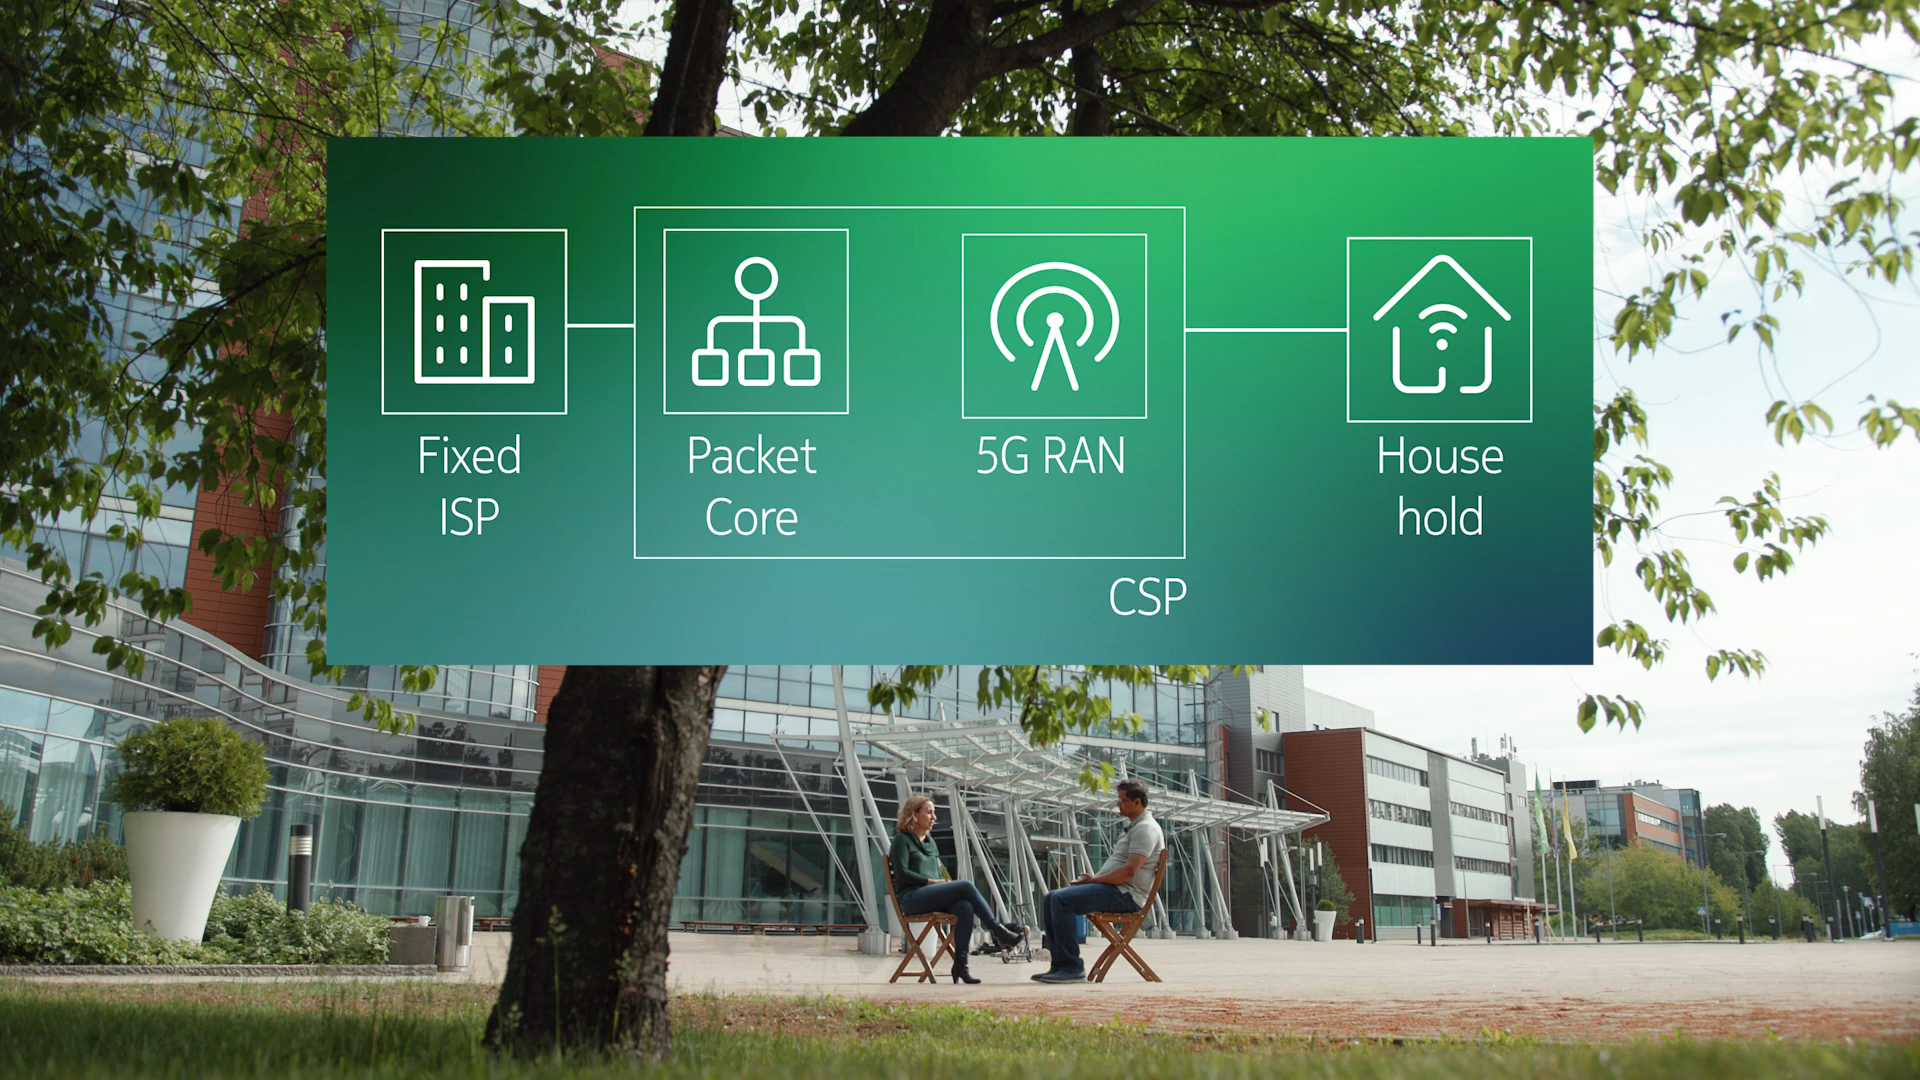 Fixed
ISP
Packet
Core
5G RAN
House
hold
CSP